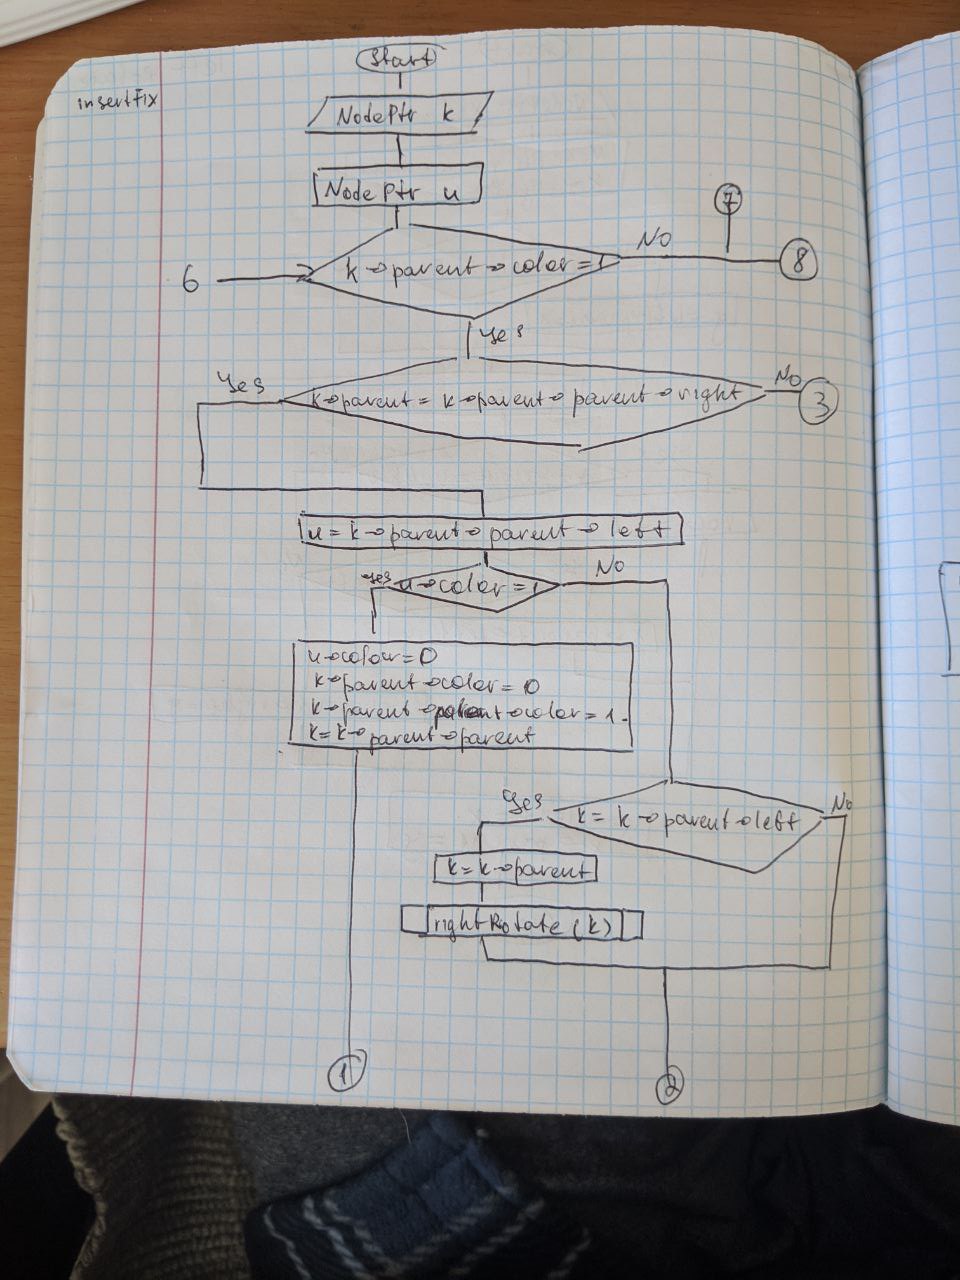 Start
insertFix
NodePtr k
NodePtr u
7
No
k→parent→color=1
8
6
Yes
Yes
No
k→parent = k→parent→parent→right
3
u = k→parent→parent→left
Yes
u→color=1
No
u→colour=0
k→parent→color=0
k→parent→parent→color=1
k=k→parent→parent
Yes
k= k→parent→left
No
k=k→parent
rightRotate(k)
1
2